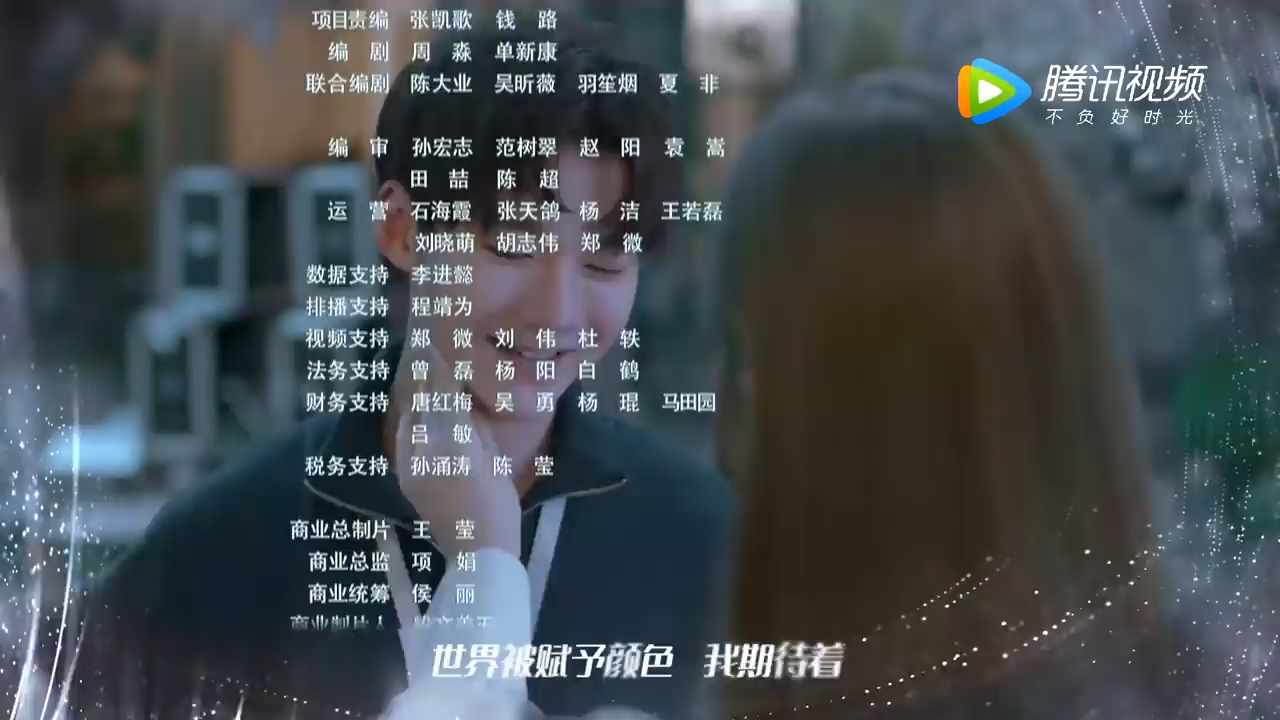 项目责编 张凯歌 钱路
编剧 周淼 单新康
联合编剧 陈大业 吴昕薇 羽笙烟 夏非
腾讯视频
不负好时光
编审 孙宏志 范树翠 赵阳 袁嵩
田喆 陈超
运营 石海霞 张天鸽 杨洁 王若磊
刘晓萌 胡志伟 郑微
数据支持 李进懿
排播支持 程靖为
视频支持 郑微 刘伟 杜轶
法务支持 曾磊 杨阳 白鹤
财务支持 唐红梅 吴勇 杨琨 马田园
吕敏
税务支持 孙涌涛 陈莹
商业总制片 王莹
商业总监 项娟
商业统筹 侯丽
商业制片人
世界被赋予颜色 我期待着